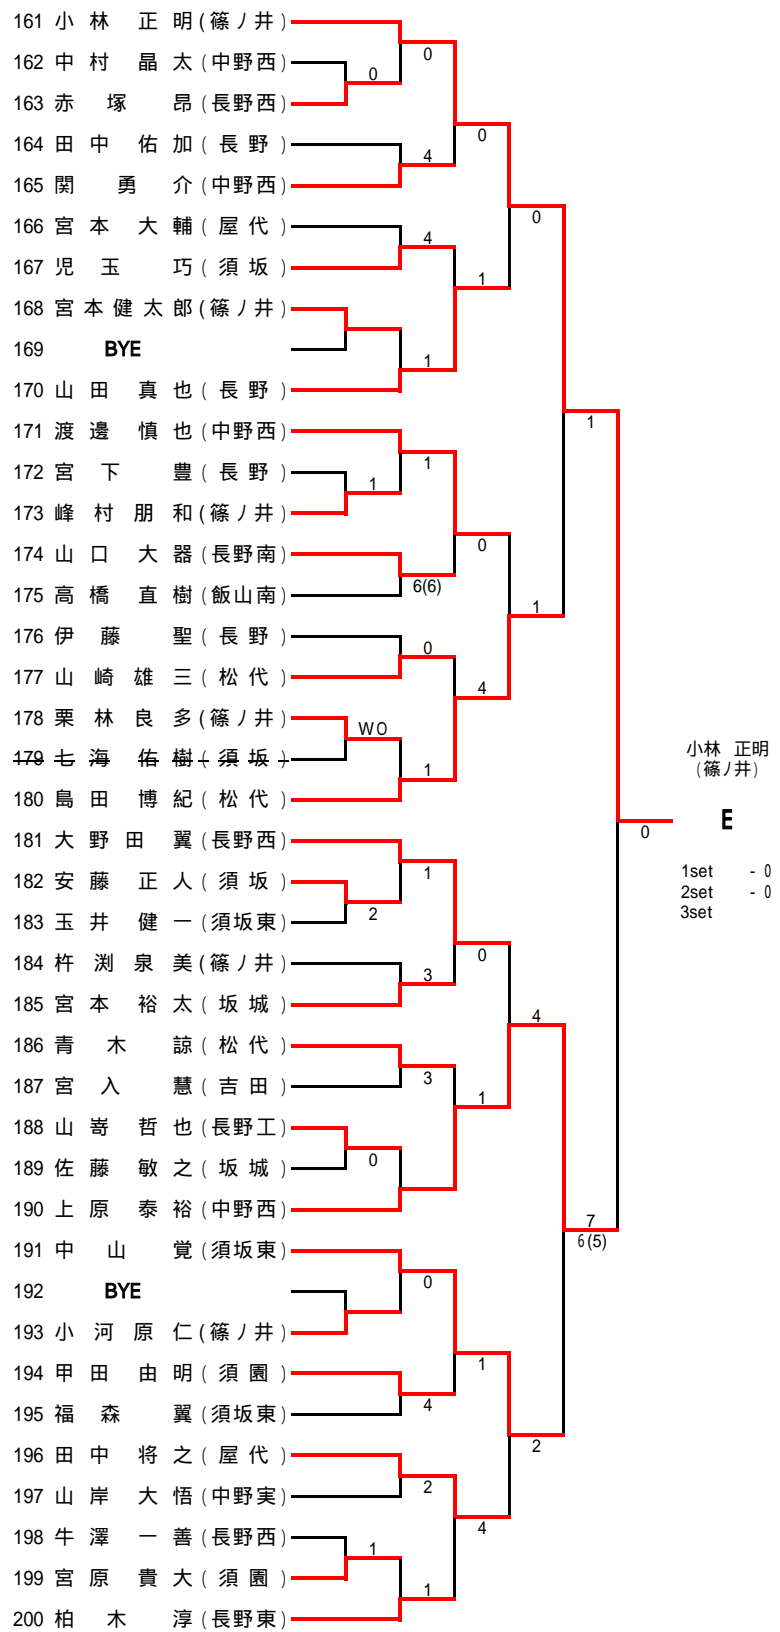 161 小林 正明 (篠ノ井)
0
162 中村 晶太 (中野西)
0
163 赤塚 昂 (長野西)
0
164 田中 佑加 (長野)
4
165 関 勇介 (中野西)
0
166 宮本 大輔 (屋代)
4
167 児玉 巧 (須坂)
1
168 宮本健太郎 (篠ノ井)
169 BYE
1
170 山田 真也 (長野)
1
171 渡邊 慎也 (中野西)
1
172 宮下 豊 (長野)
1
173 峰村朋和 (篠ノ井)
0
174 山口 大器 (長野南)
6(6)
175 高橋 直樹 (飯山南)
1
176 伊藤 聖 (長野)
0
177 山崎雄三 (松代)
4
178 栗林良多 (篠ノ井)
WO
179 七海 佑樹 (須坂)
1
180 島田 博紀 (松代)
小林 正明
(篠ノ井)
E
0
1set - 0
2set - 0
3set
181 大野田 翼 (長野西)
1
182 安藤 正人 (須坂)
2
183 玉井 健一 (須坂東)
0
184 杵渕泉美 (篠ノ井)
3
185 宮本 裕太 (坂城)
4
186 青木 諒 (松代)
3
187 宮入 慧 (吉田)
1
188 山嵜 哲也 (長野工)
0
189 佐藤 敏之 (坂城)
190 上原 泰裕 (中野西)
7
6(5)
191 中山 覚 (須坂東)
0
192 BYE
193 小河原仁 (篠ノ井)
1
194 甲田 由明 (須園)
4
195 福森 翼 (須坂東)
2
196 田中 将之 (屋代)
2
197 山岸 大悟 (中野実)
4
198 牛澤 一善 (長野西)
1
199 宮原 貴大 (須園)
1
200 柏木 淳 (長野東)